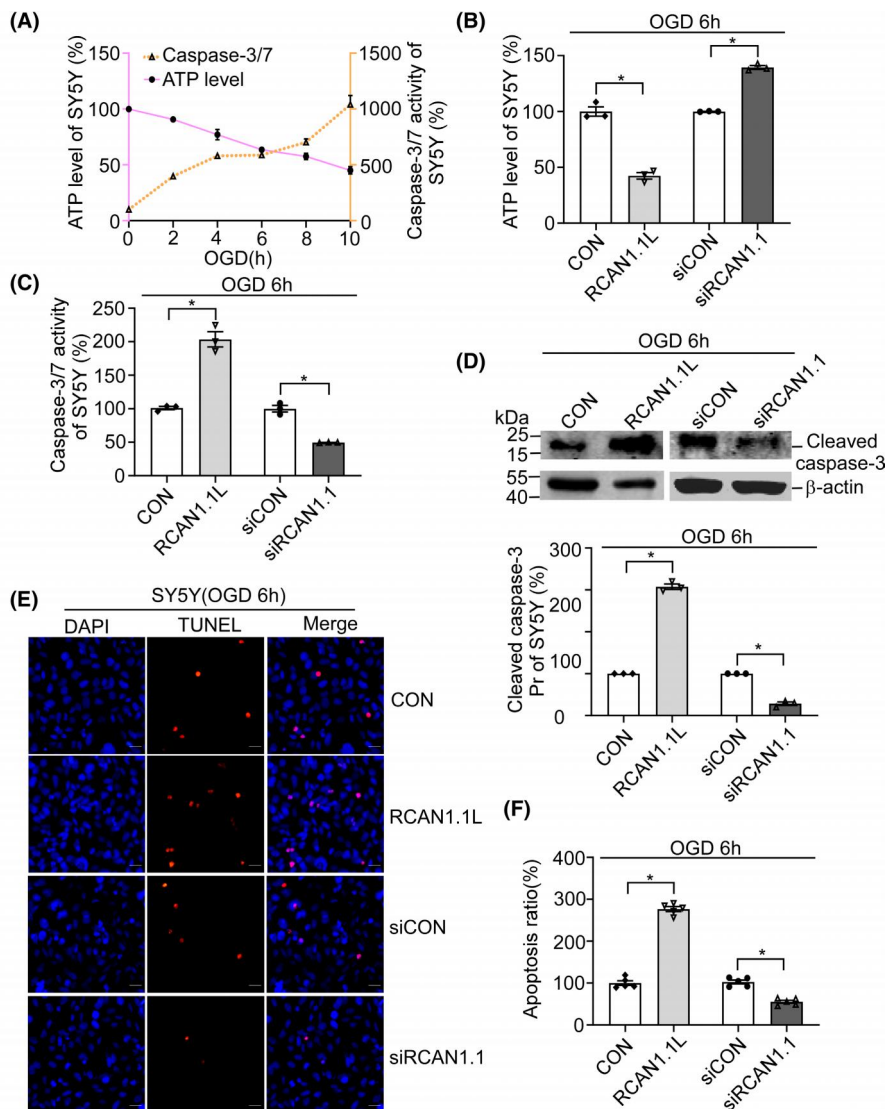 (A)
Caspase-3/7
ATP level
ATP level of SY5Y (%)
150
100
50
0
1500
1000
500
0
Caspase-3/7 activity of
SY5Y (%)
0 2 4 6 8 10
OGD(h)
(B)
OGD 6h
ATP level of SY5Y (%)
150
100
50
0
*
*
CON
RCAN1.1L
siCON
siRCAN1.1
(C)
OGD 6h
Caspase-3/7 activity
of SY5Y (%)
250
200
150
100
50
0
*
*
CON
RCAN1.1L
siCON
siRCAN1.1
(D)
OGD 6h
CON
RCAN1.1L
siCON
siRCAN1.1
kDa
25
15
Cleaved
caspase-3
55
40
β-actin
OGD 6h
Cleaved caspase-3
Pr of SY5Y (%)
300
200
100
0
*
*
CON
RCAN1.1L
siCON
siRCAN1.1
(E)
SY5Y(OGD 6h)
DAPI TUNEL Merge
CON
RCAN1.1L
siCON
siRCAN1.1
(F)
OGD 6h
Apoptosis ratio(%)
400
300
200
100
0
*
*
CON
RCAN1.1L
siCON
siRCAN1.1